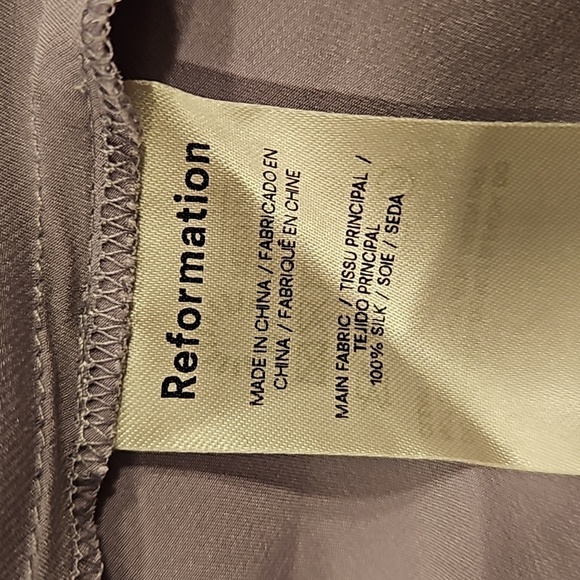 Reformation
MADE IN CHINA / FABRICADO EN
CHINA / FABRIQUÉ EN CHINE
MAIN FABRIC / TISSU PRINCIPAL /
TEJIDO PRINCIPAL
100% SILK / SOIE / SEDA